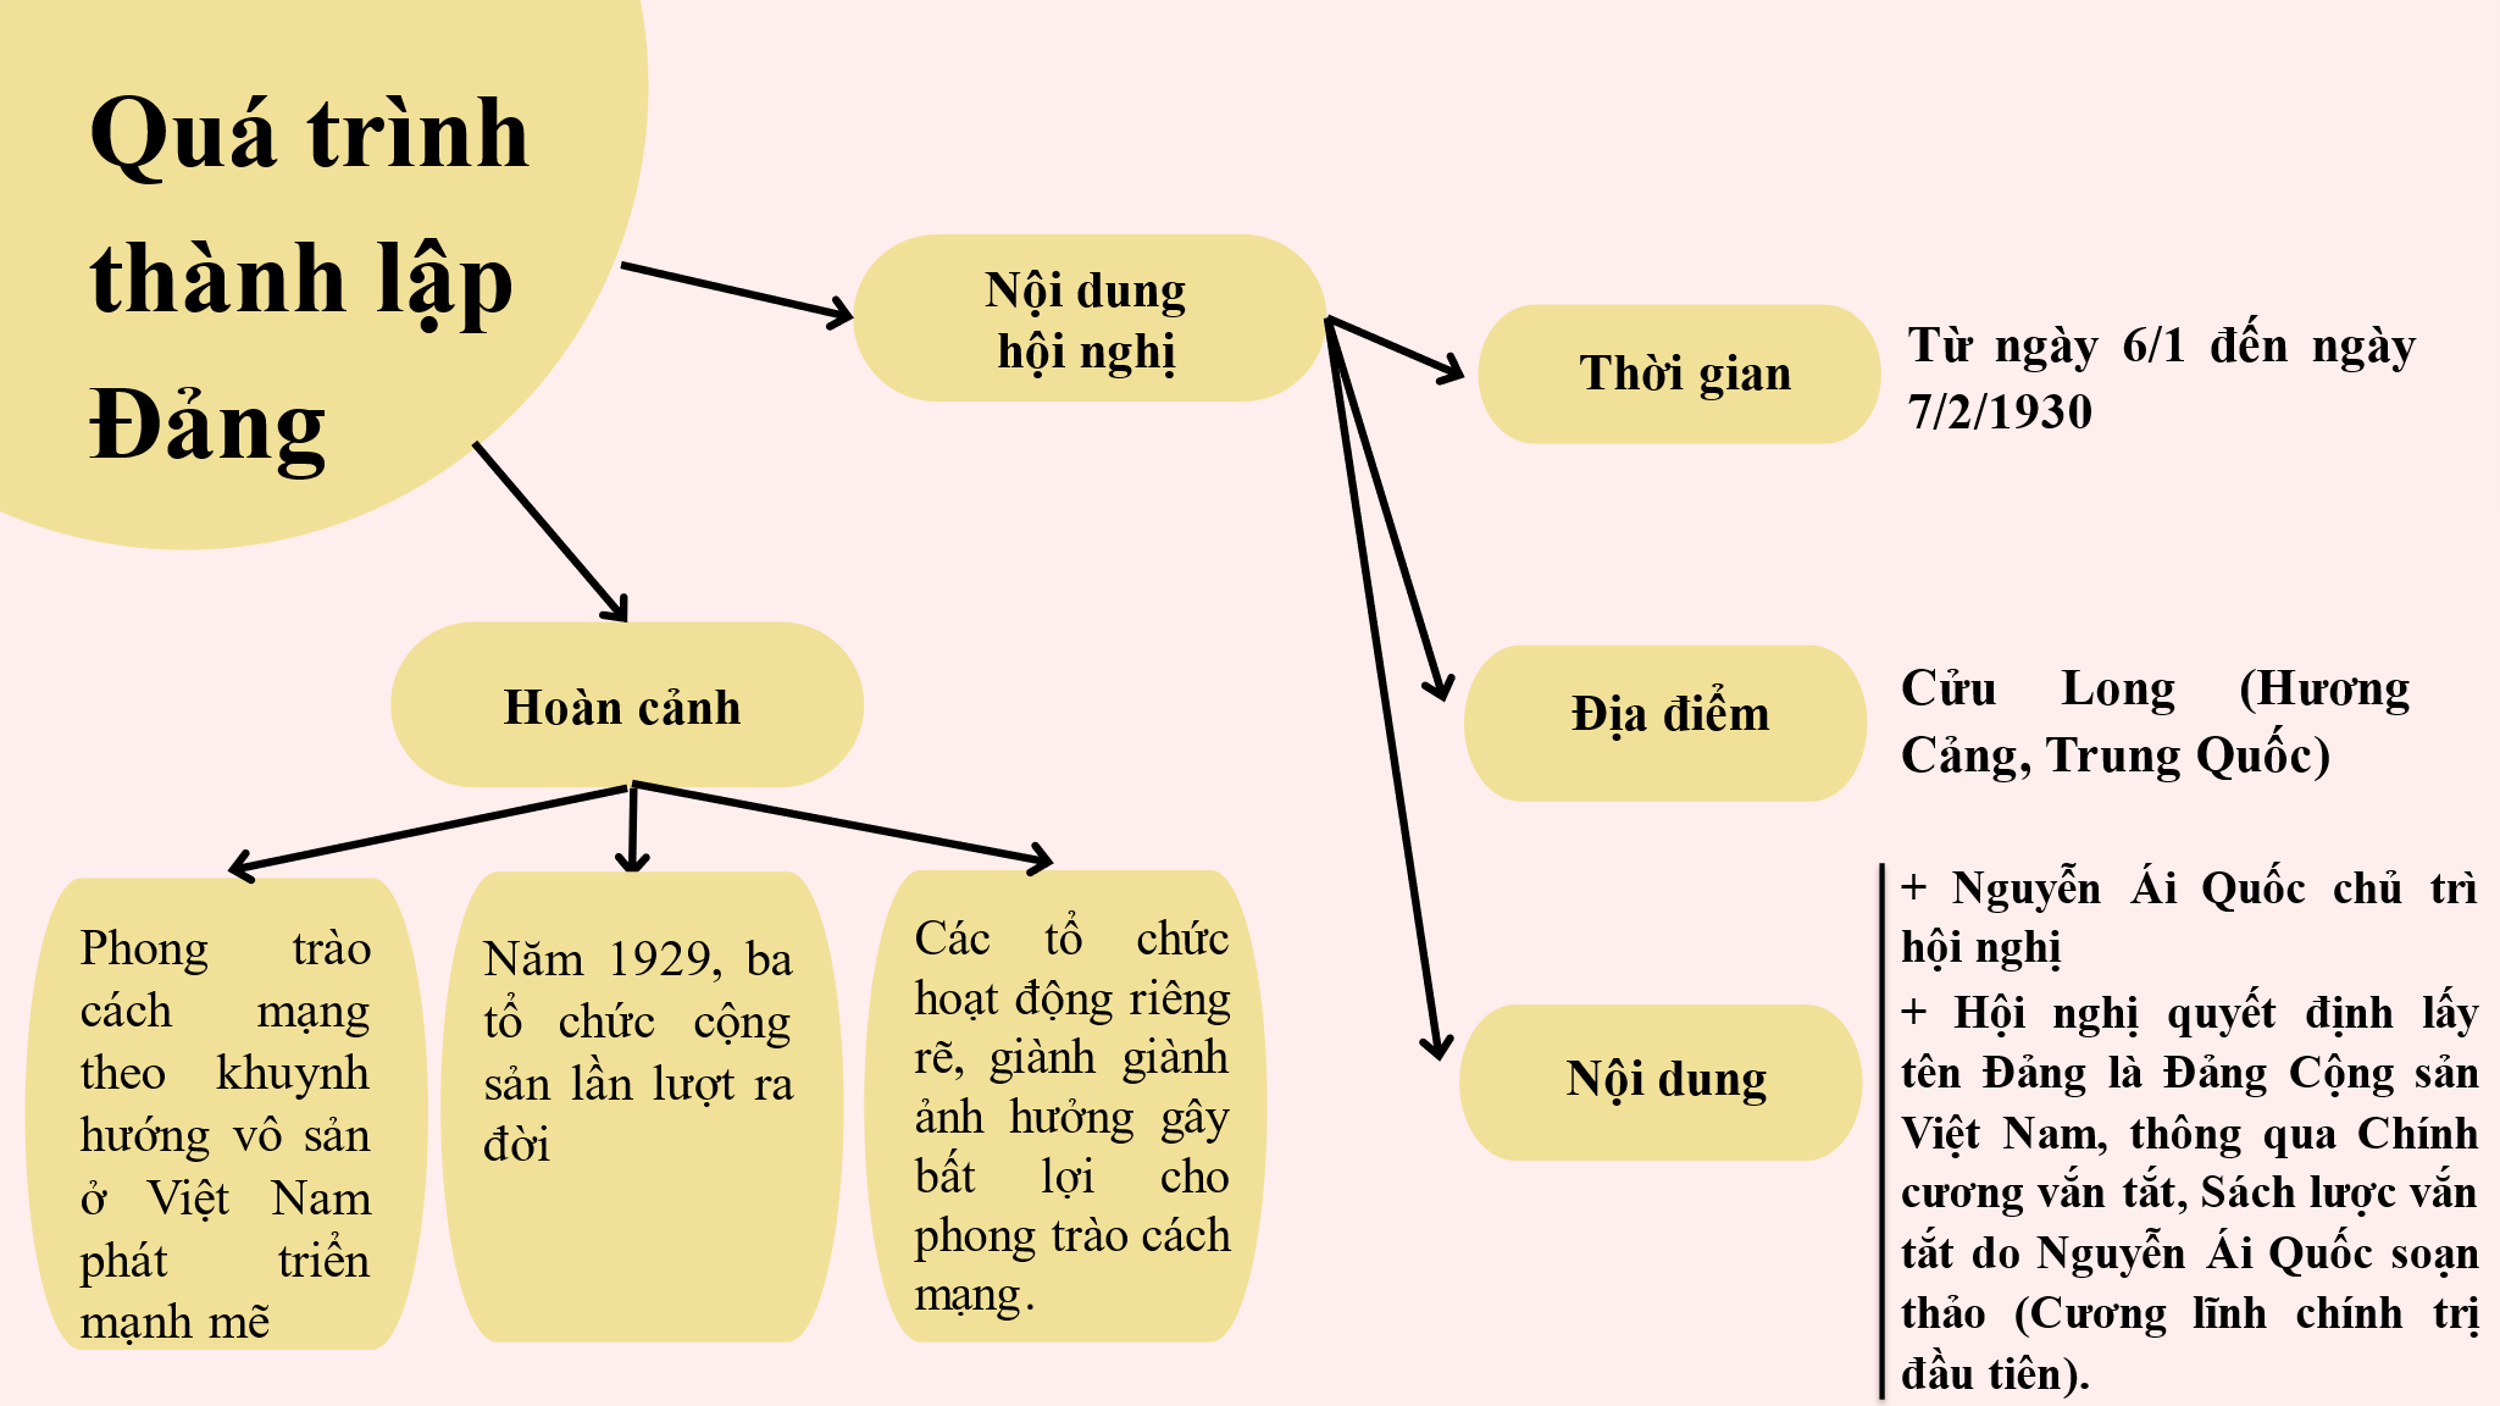 Quá trình
thành lập
Đảng
Nội dung
hội nghị
Thời gian
Từ ngày 6/1 đến ngày
7/2/1930
Địa điểm
Cửu Long (Hương
Cảng, Trung Quốc)
Nội dung
+ Nguyễn Ái Quốc chủ trì
hội nghị
+ Hội nghị quyết định lấy
tên Đảng là Đảng Cộng sản
Việt Nam, thông qua Chính
cương vắn tắt, Sách lược vắn
tắt do Nguyễn Ái Quốc soạn
thảo (Cương lĩnh chính trị
đầu tiên).
Hoàn cảnh
Phong trào
cách mạng
theo khuynh
hướng vô sản
ở Việt Nam
phát triển
mạnh mẽ
Năm 1929, ba
tổ chức cộng
sản lần lượt ra
đời
Các tổ chức
hoạt động riêng
rẽ, giành giành
ảnh hưởng gây
bất lợi cho
phong trào cách
mạng.